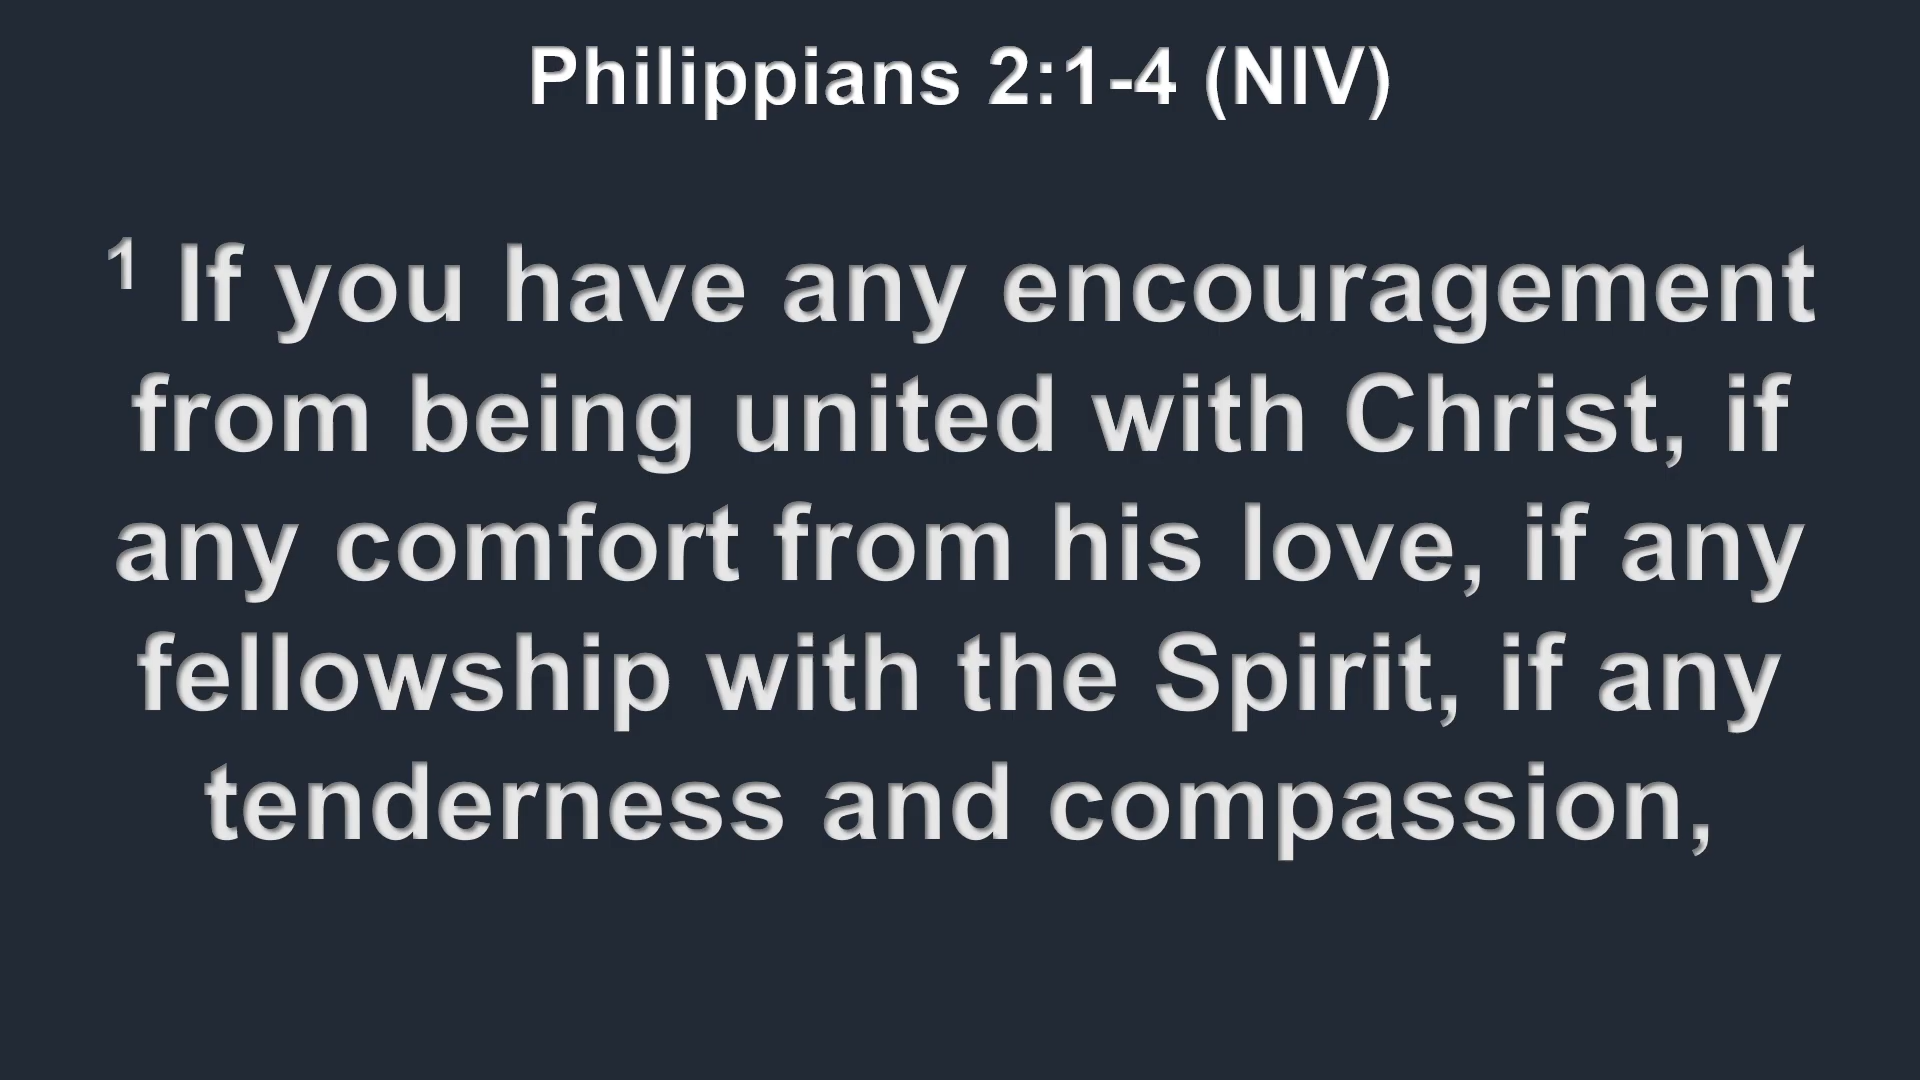 Philippians 2:1-4 (NIV)
1 If you have any encouragement
from being united with Christ, if
any comfort from his love, if any
fellowship with the Spirit, if any
tenderness and compassion,